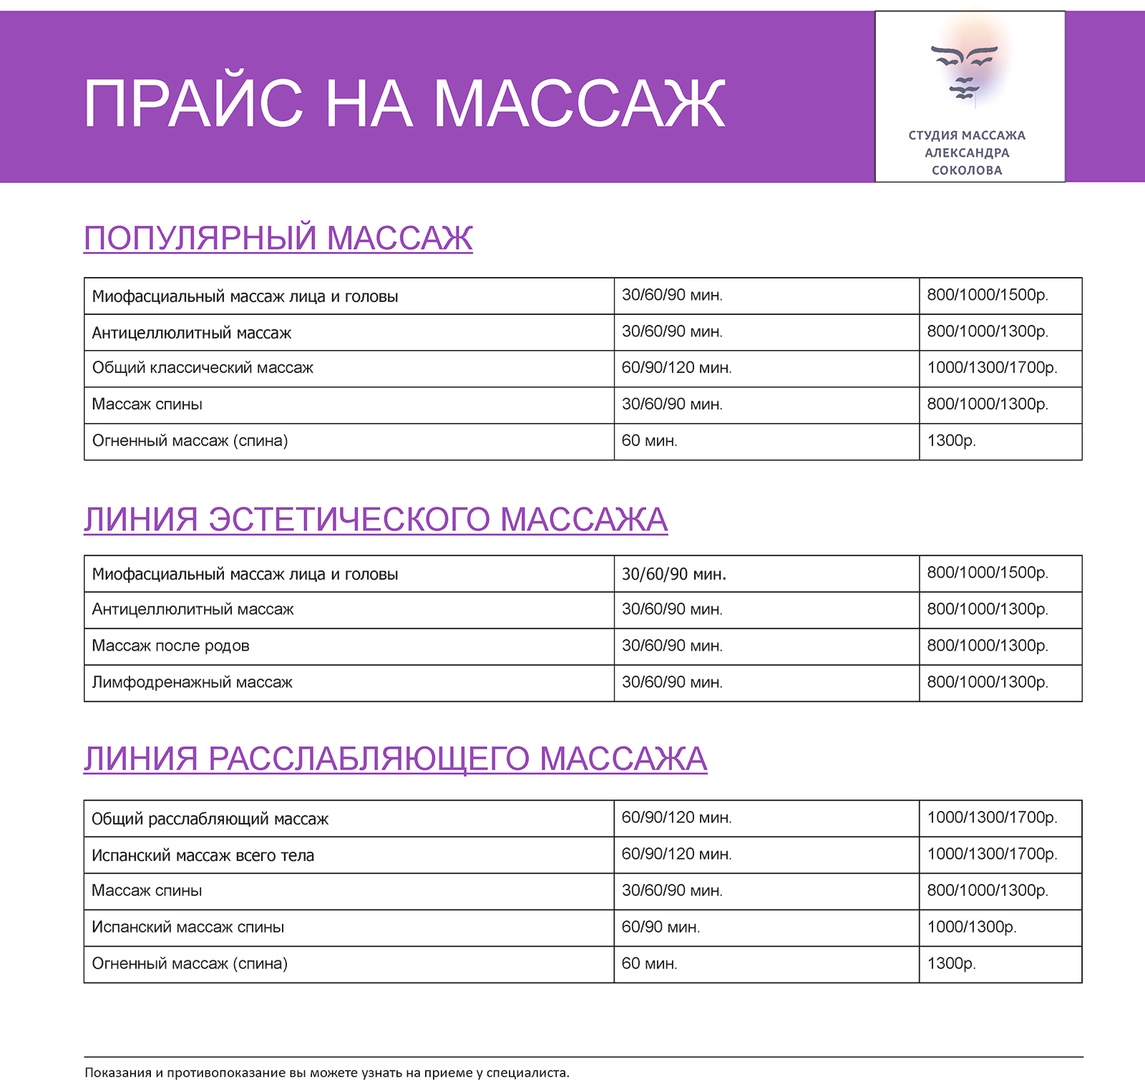 ПРАЙС НА МАССАЖ
СТУДИЯ МАССАЖА
АЛЕКСАНДРА
СОКОЛОВА
ПОПУЛЯРНЫЙ МАССАЖ
Миофасциальный массаж лица и головы 30/60/90 мин. 800/1000/1500р.
Антицеллюлитный массаж 30/60/90 мин. 800/1000/1300р.
Общий классический массаж 60/90/120 мин. 1000/1300/1700р.
Массаж спины 30/60/90 мин. 800/1000/1300р.
Огненный массаж (спина) 60 мин. 1300р.
ЛИНИЯ ЭСТЕТИЧЕСКОГО МАССАЖА
Миофасциальный массаж лица и головы 30/60/90 мин. 800/1000/1500р.
Антицеллюлитный массаж 30/60/90 мин. 800/1000/1300р.
Массаж после родов 30/60/90 мин. 800/1000/1300р.
Лимфодренажный массаж 30/60/90 мин. 800/1000/1300р.
ЛИНИЯ РАССЛАБЛЯЮЩЕГО МАССАЖА
Общий расслабляющий массаж 60/90/120 мин. 1000/1300/1700р.
Испанский массаж всего тела 60/90/120 мин. 1000/1300/1700р.
Массаж спины 30/60/90 мин. 800/1000/1300р.
Испанский массаж спины 60/90 мин. 1000/1300р.
Огненный массаж (спина) 60 мин. 1300р.
Показания и противопоказание вы можете узнать на приеме у специалиста.